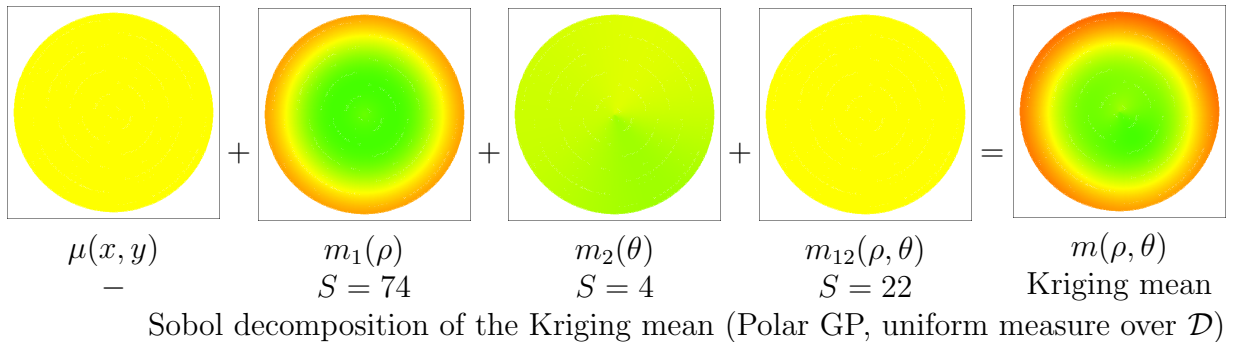 + + + =
μ(x, y) m₁(ρ) m₂(θ) m₁₂(ρ, θ) m(ρ, θ)
− S = 74 S = 4 S = 22 Kriging mean
Sobol decomposition of the Kriging mean (Polar GP, uniform measure over 𝒟)